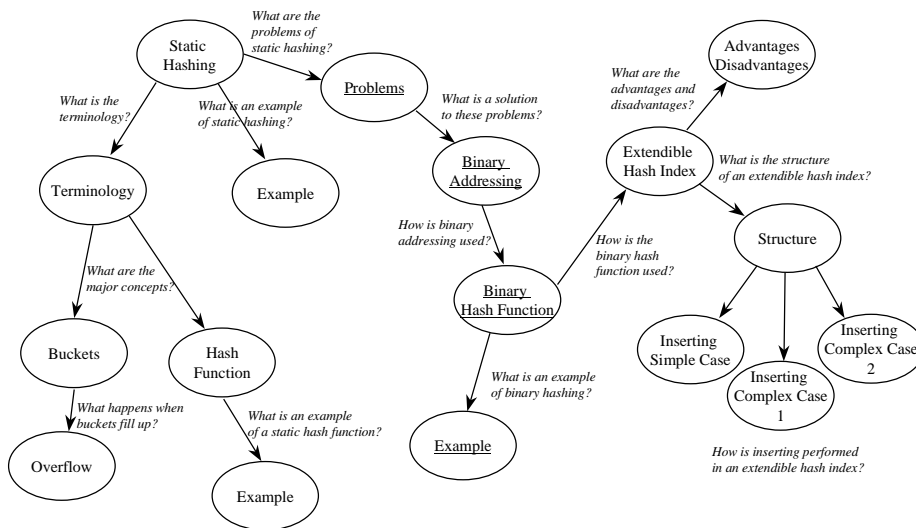 What are the
problems of
static hashing?
Static
Hashing
Problems
What is the
terminology?
What is an example
of static hashing?
What is a solution
to these problems?
Terminology
Example
Binary
Addressing
What are the
major concepts?
How is binary
addressing used?
Buckets
Hash
Function
Binary
Hash Function
What happens when
buckets fill up?
What is an example
of a static hash function?
What is an example
of binary hashing?
Overflow
Example
Example
How is the
binary hash
function used?
Extendible
Hash Index
What are the
advantages and
disadvantages?
Advantages
Disadvantages
What is the structure
of an extendible hash index?
Structure
Inserting
Simple Case
Inserting
Complex Case
1
Inserting
Complex Case
2
How is inserting performed
in an extendible hash index?